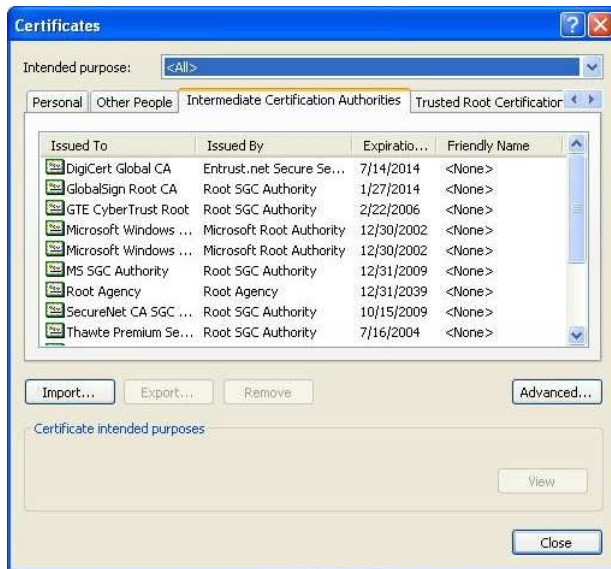 Certificates
Intended purpose: <All>
Personal Other People Intermediate Certification Authorities Trusted Root Certification
Issued To Issued By Expiratio... Friendly Name
DigiCert Global CA Entrust.net Secure Se... 7/14/2014 <None>
GlobalSign Root CA Root SGC Authority 1/27/2014 <None>
GTE CyberTrust Root Root SGC Authority 2/22/2006 <None>
Microsoft Windows ... Microsoft Root Authority 12/30/2002 <None>
Microsoft Windows ... Microsoft Root Authority 12/30/2002 <None>
MS SGC Authority Root SGC Authority 12/31/2009 <None>
Root Agency Root Agency 12/31/2039 <None>
SecureNet CA SGC ... Root SGC Authority 10/15/2009 <None>
Thawte Premium Se... Root SGC Authority 7/16/2004 <None>
Import... Export... Remove Advanced...
Certificate intended purposes
View
Close